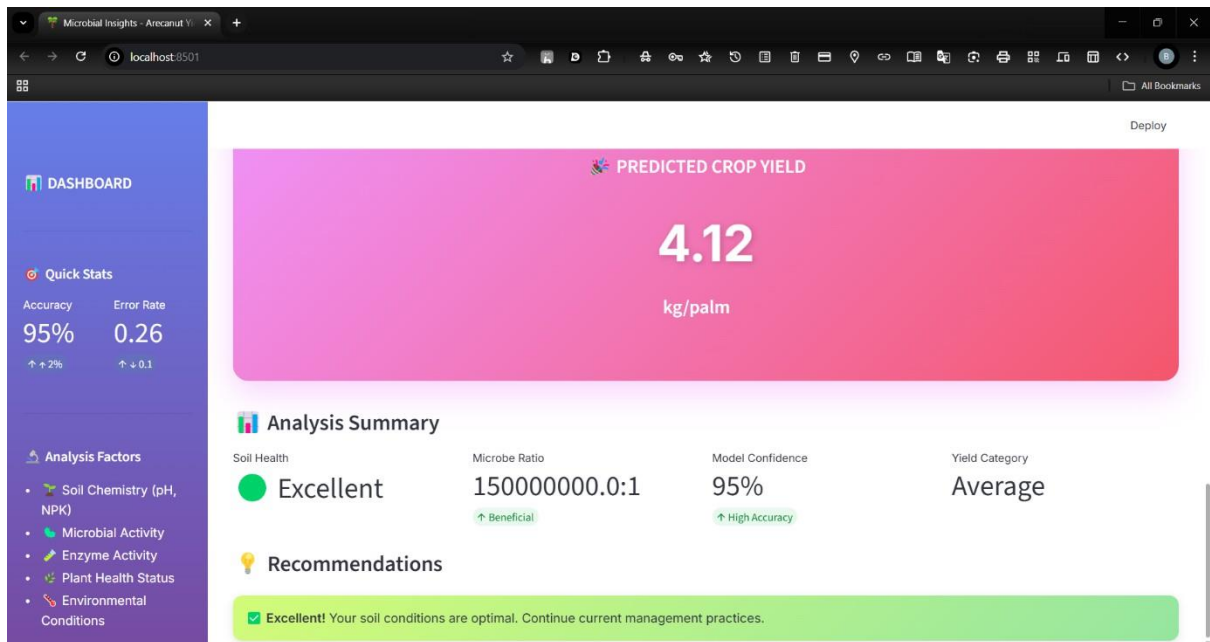 Microbial Insights - Arecanut Yi
localhost:8501
B
All Bookmarks
Deploy
📊 DASHBOARD
🎯 Quick Stats
Accuracy
95%
↑ ↑ 2%
Error Rate
0.26
↑ ↓ 0.1
🔬 Analysis Factors
• 🌱 Soil Chemistry (pH,
NPK)
• 🦠 Microbial Activity
• 🧪 Enzyme Activity
• 🌿 Plant Health Status
• 🌡️ Environmental
Conditions
🎉 PREDICTED CROP YIELD
4.12
kg/palm
📊 Analysis Summary
Soil Health
🟢 Excellent
Microbe Ratio
150000000.0:1
↑ Beneficial
Model Confidence
95%
↑ High Accuracy
Yield Category
Average
💡 Recommendations
✅ Excellent! Your soil conditions are optimal. Continue current management practices.